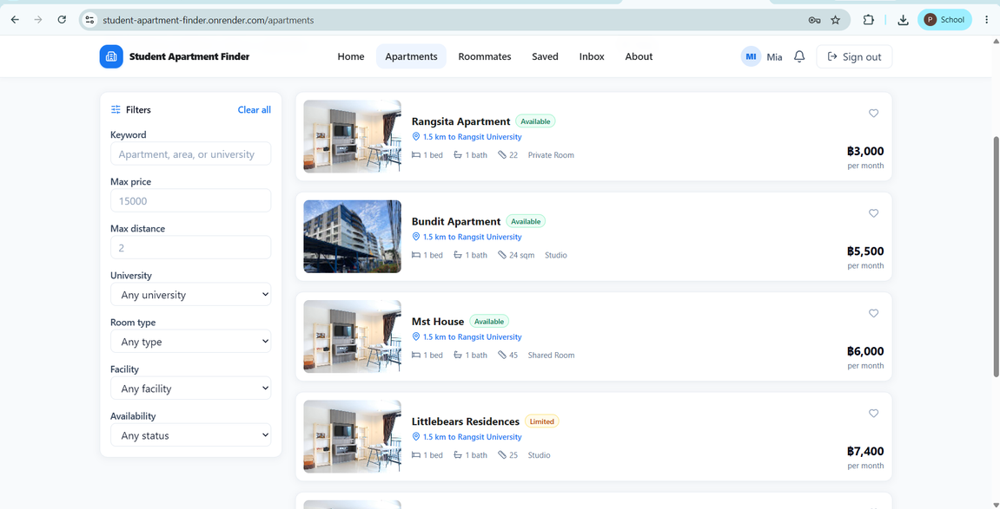 student-apartment-finder.onrender.com/apartments
P School
Student Apartment Finder
Home Apartments Roommates Saved Inbox About
MI Mia Sign out
Filters Clear all
Keyword
Apartment, area, or university
Max price
15000
Max distance
2
University
Any university
Room type
Any type
Facility
Any facility
Availability
Any status
Rangsita Apartment Available
1.5 km to Rangsit University
1 bed 1 bath 22 Private Room
฿3,000
per month
Bundit Apartment Available
1.5 km to Rangsit University
1 bed 1 bath 24 sqm Studio
฿5,500
per month
Mst House Available
1.5 km to Rangsit University
1 bed 1 bath 45 Shared Room
฿6,000
per month
Littlebears Residences Limited
1.5 km to Rangsit University
1 bed 1 bath 25 Studio
฿7,400
per month